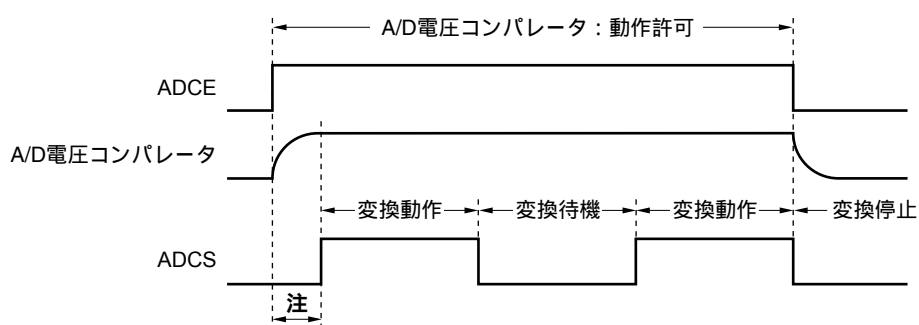 A/D電圧コンパレータ：動作許可
ADCE
A/D電圧コンパレータ
変換動作 変換待機 変換動作 変換停止
ADCS
注